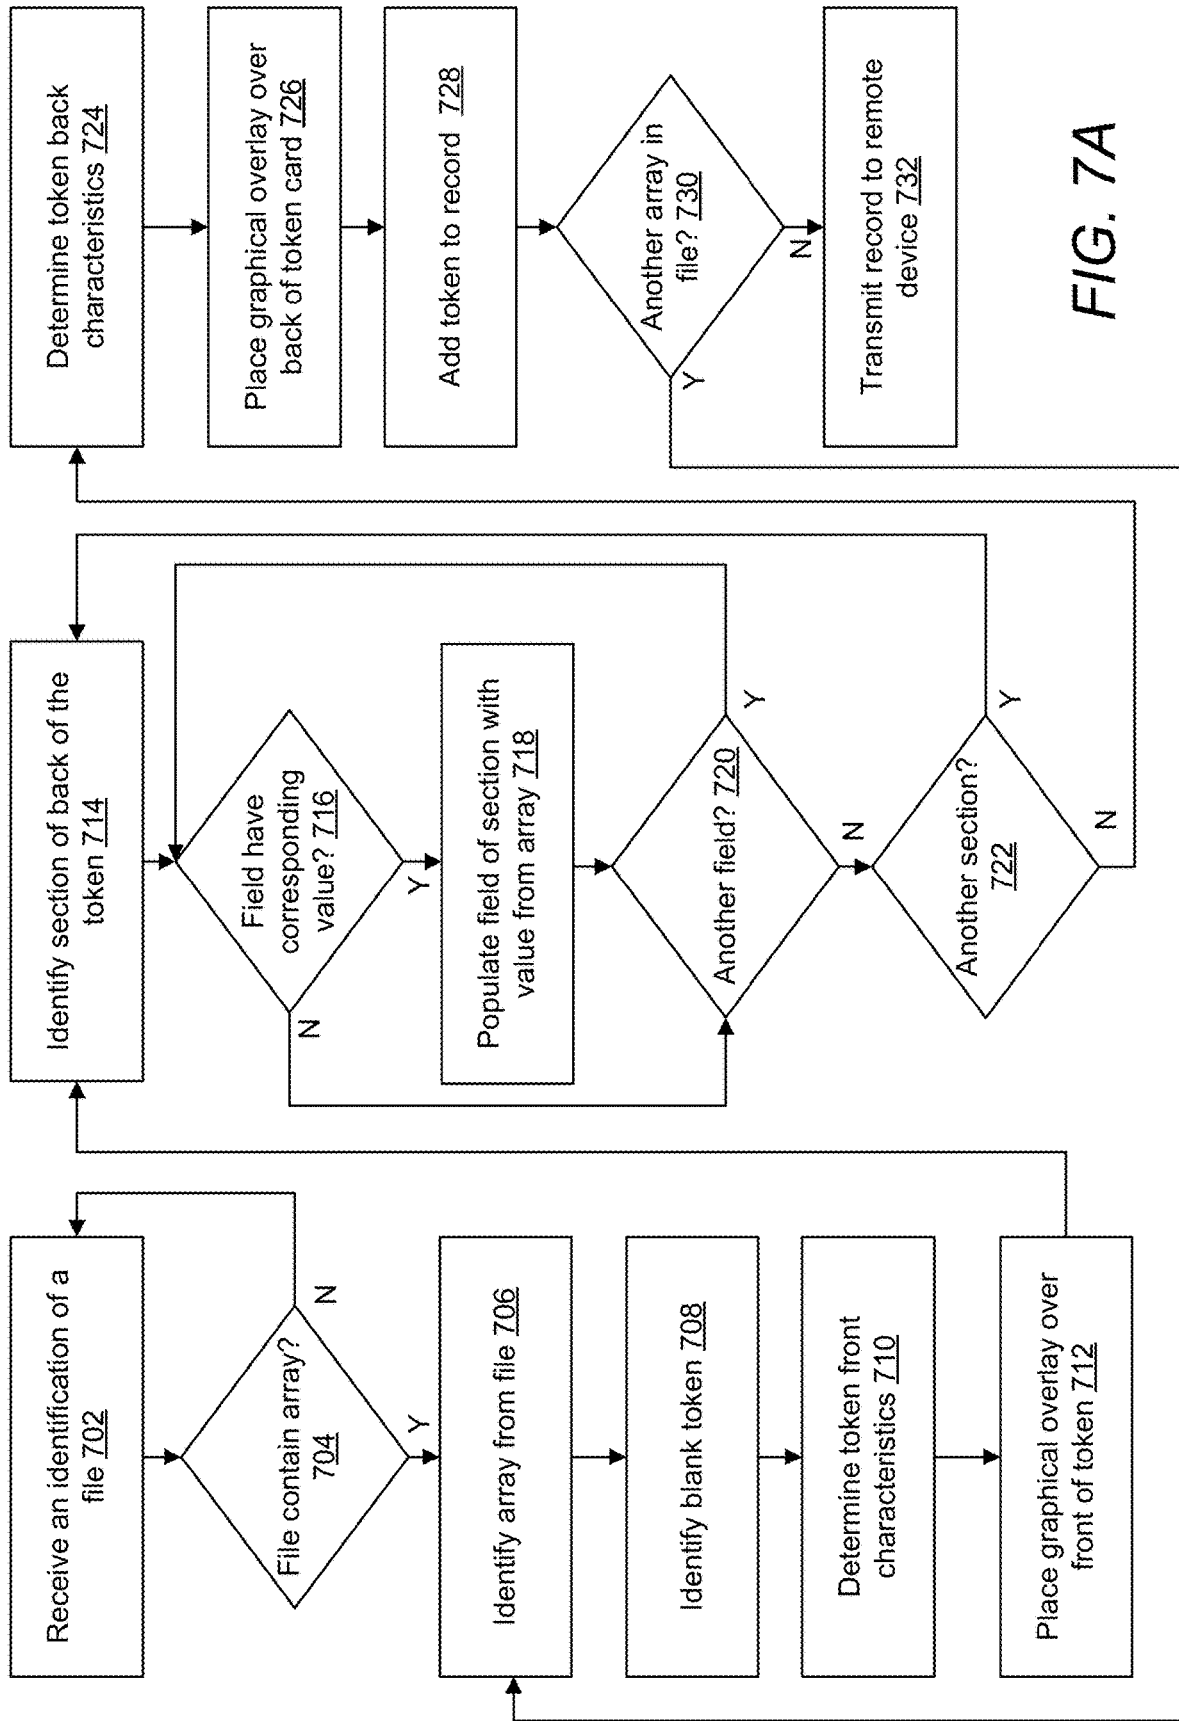 Receive an identification of a
file 702
File contain array?
704
N
Y
Identify array from file 706
Identify blank token 708
Determine token front
characteristics 710
Place graphical overlay over
front of token 712
Identify section of back of the
token 714
Field have
corresponding
value? 716
N
Y
Populate field of section with
value from array 718
Another field? 720
Y
N
Another section?
722
Y
N
Determine token back
characteristics 724
Place graphical overlay over
back of token card 726
Add token to record 728
Another array in
file? 730
Y
N
Transmit record to remote
device 732
FIG. 7A